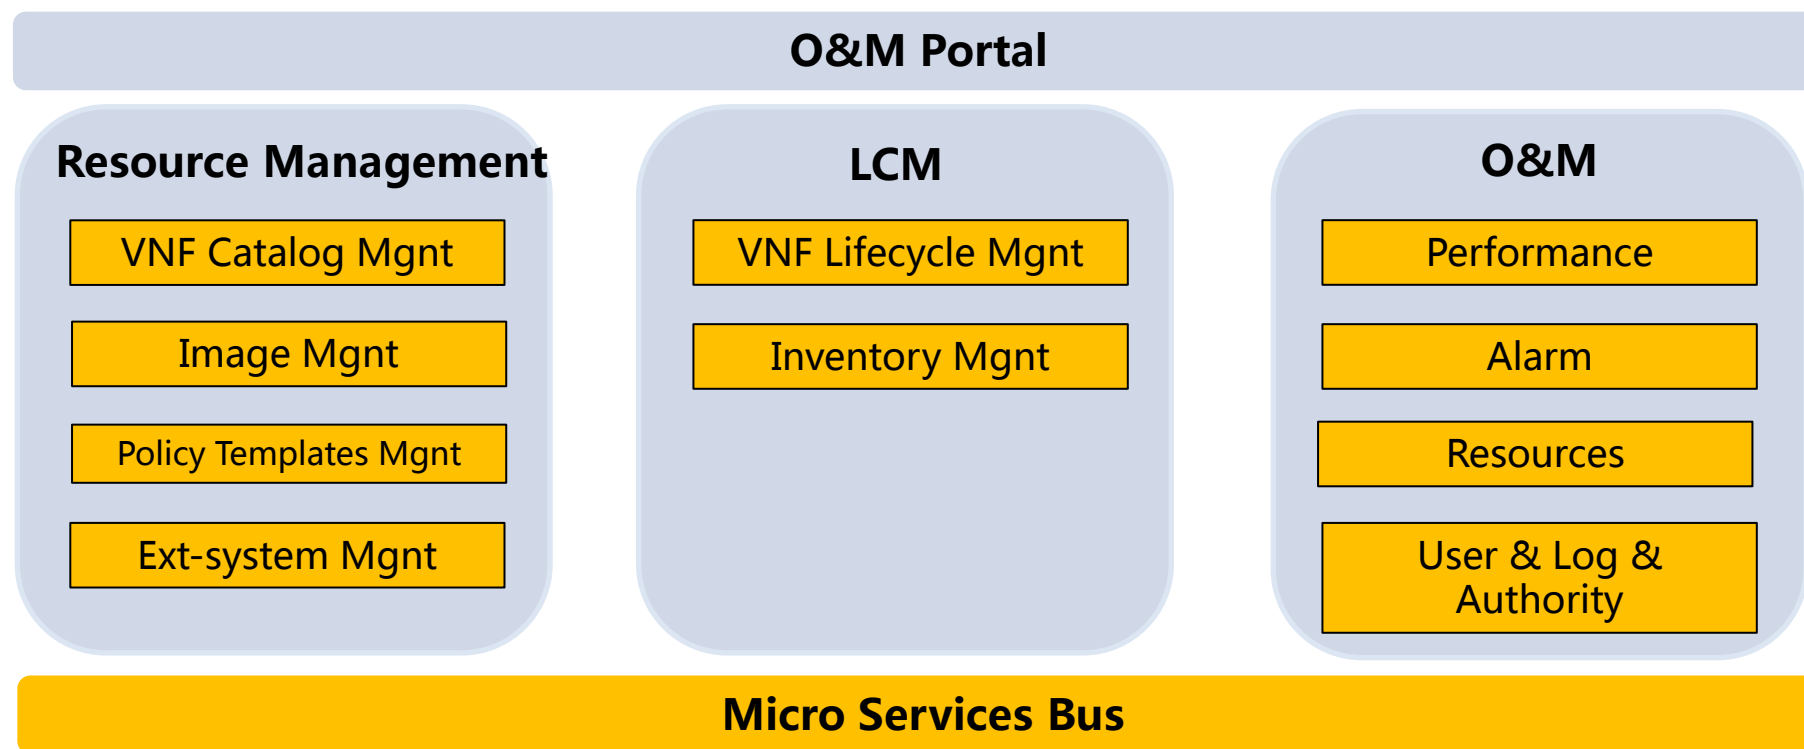 O&M Portal
Resource Management
VNF Catalog Mgnt
Image Mgnt
Policy Templates Mgnt
Ext-system Mgnt
LCM
VNF Lifecycle Mgnt
Inventory Mgnt
O&M
Performance
Alarm
Resources
User & Log &
Authority
Micro Services Bus